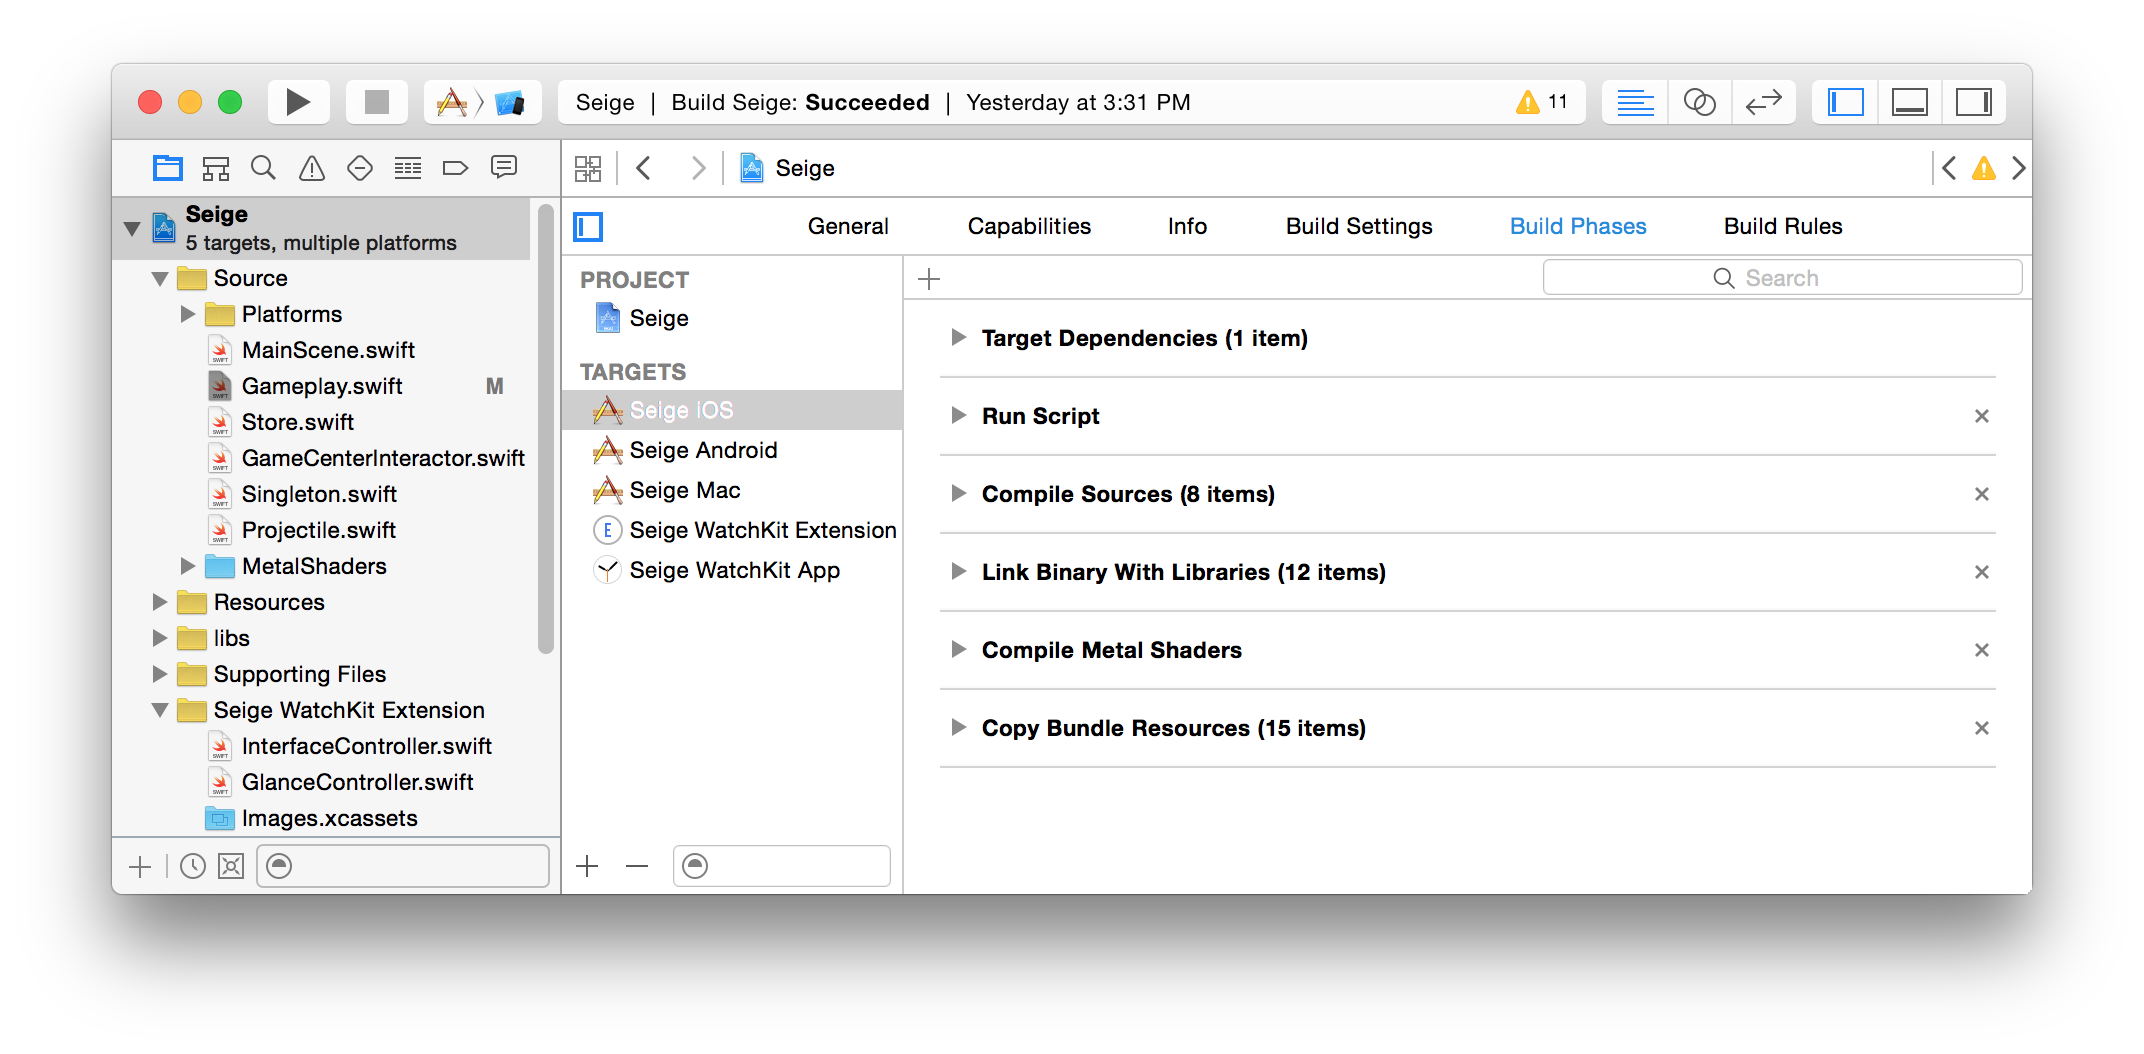 Seige | Build Seige: Succeeded | Yesterday at 3:31 PM
11
Seige
Seige
5 targets, multiple platforms
Source
Platforms
MainScene.swift
Gameplay.swift M
Store.swift
GameCenterInteractor.swift
Singleton.swift
Projectile.swift
MetalShaders
Resources
libs
Supporting Files
Seige WatchKit Extension
InterfaceController.swift
GlanceController.swift
Images.xcassets
General Capabilities Info Build Settings Build Phases Build Rules
PROJECT
Seige
TARGETS
Seige iOS
Seige Android
Seige Mac
E Seige WatchKit Extension
Seige WatchKit App
Search
Target Dependencies (1 item)
Run Script
Compile Sources (8 items)
Link Binary With Libraries (12 items)
Compile Metal Shaders
Copy Bundle Resources (15 items)